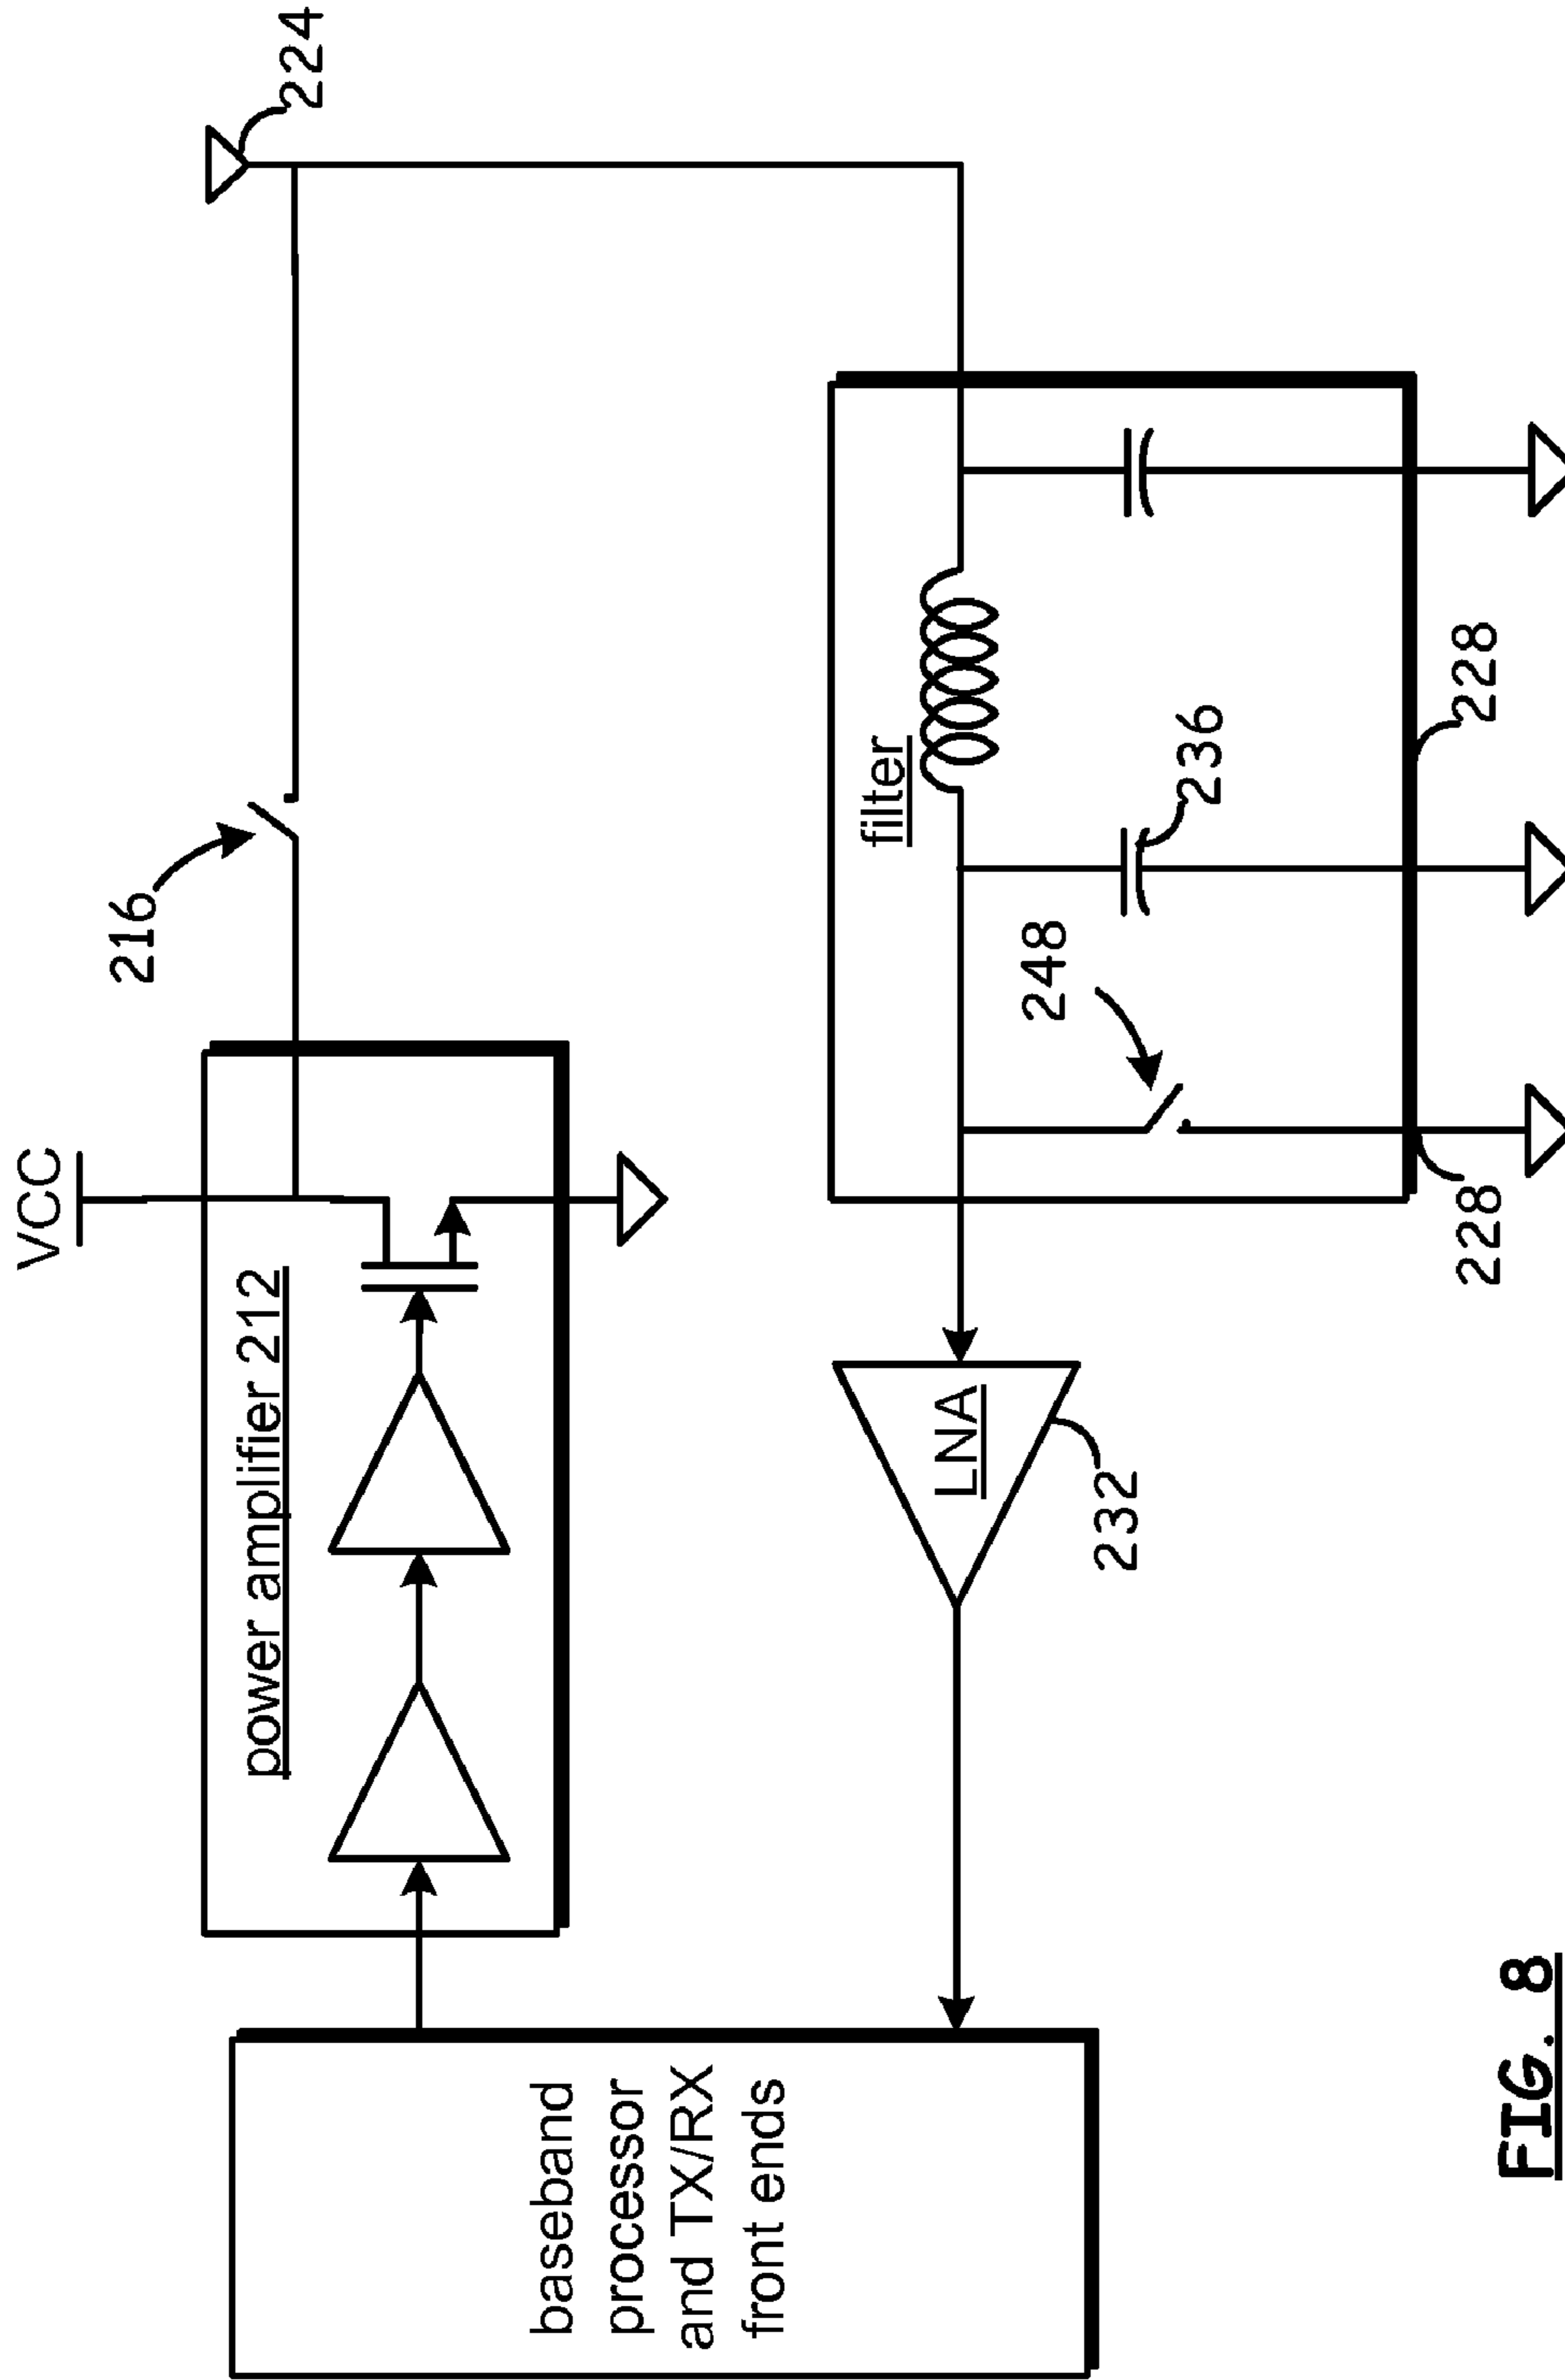 VCC
216
224
power amplifier 212
baseband
processor
and TX/RX
front ends
filter
248
236
LNA
232
228
228
FIG. 8